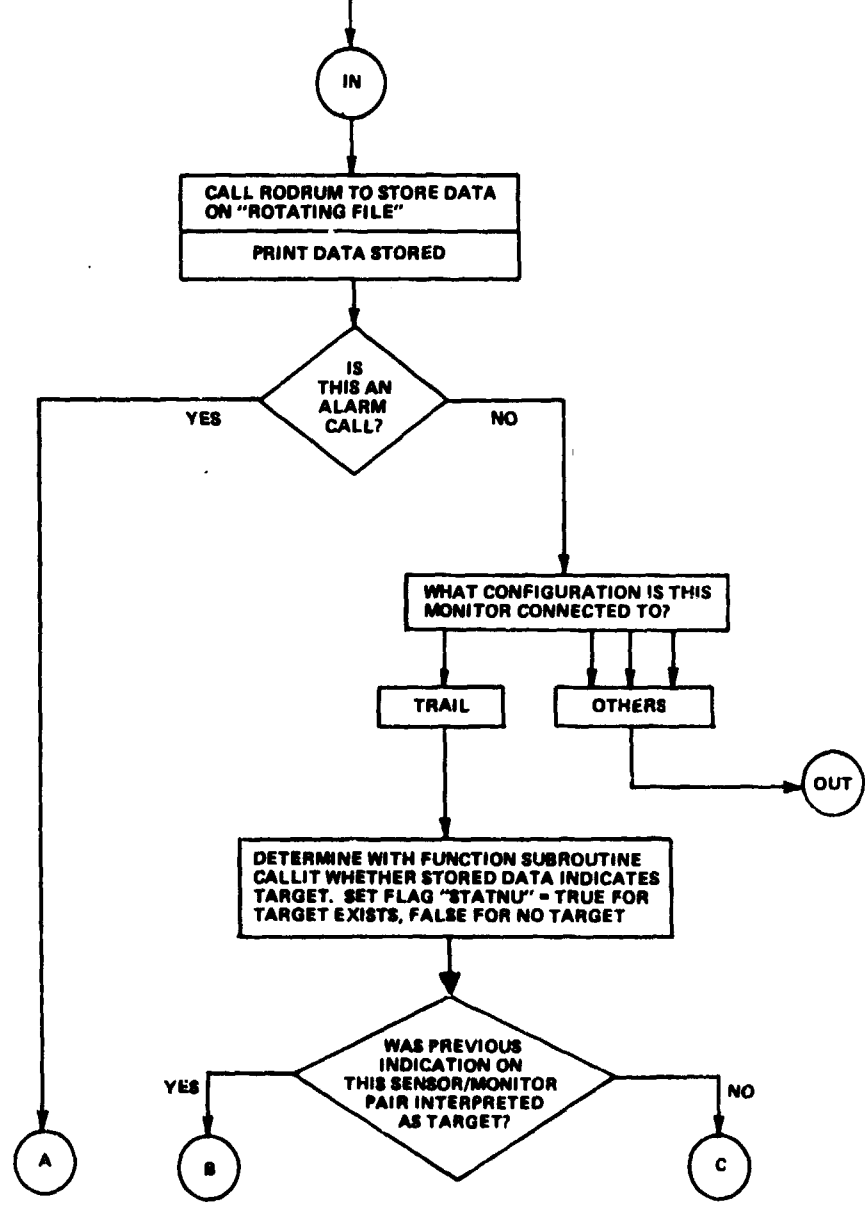 IN
CALL RODRUM TO STORE DATA
ON "ROTATING FILE"
PRINT DATA STORED
IS
THIS AN
ALARM
CALL?
YES
NO
WHAT CONFIGURATION IS THIS
MONITOR CONNECTED TO?
TRAIL
OTHERS
OUT
DETERMINE WITH FUNCTION SUBROUTINE
CALLIT WHETHER STORED DATA INDICATES
TARGET. SET FLAG "STATNU" = TRUE FOR
TARGET EXISTS, FALSE FOR NO TARGET
WAS PREVIOUS
INDICATION ON
THIS SENSOR/MONITOR
PAIR INTERPRETED
AS TARGET?
YES
NO
A
B
C